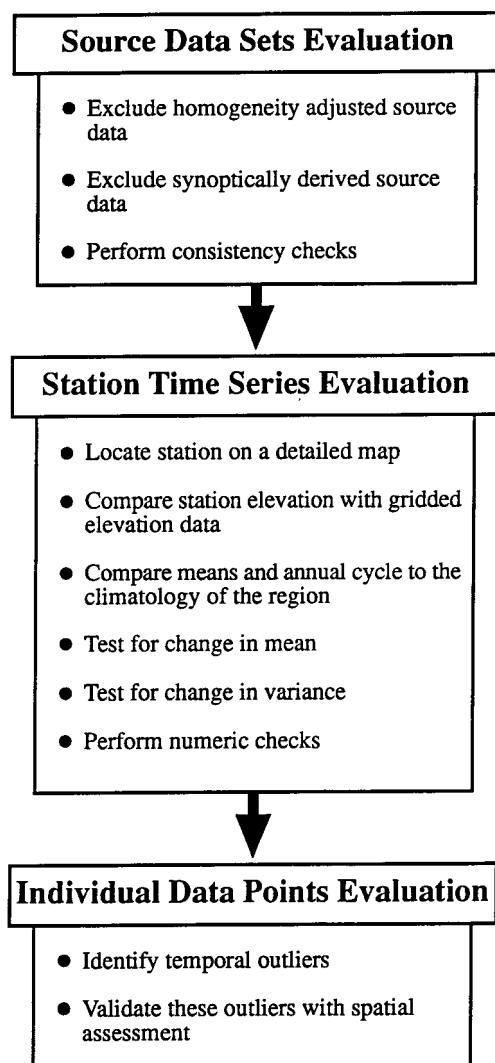 Source Data Sets Evaluation
● Exclude homogeneity adjusted source
data
● Exclude synoptically derived source
data
● Perform consistency checks
Station Time Series Evaluation
● Locate station on a detailed map
● Compare station elevation with gridded
elevation data
● Compare means and annual cycle to the
climatology of the region
● Test for change in mean
● Test for change in variance
● Perform numeric checks
Individual Data Points Evaluation
● Identify temporal outliers
● Validate these outliers with spatial
assessment